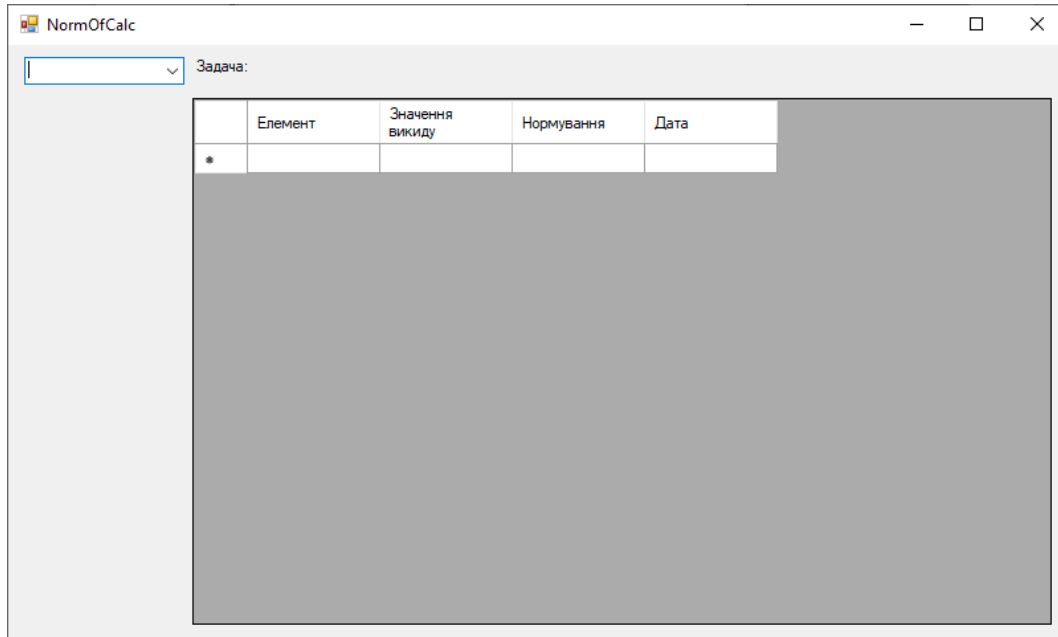 NormOfCalc
Задача:
Елемент
Значення
викиду
Нормування
Дата